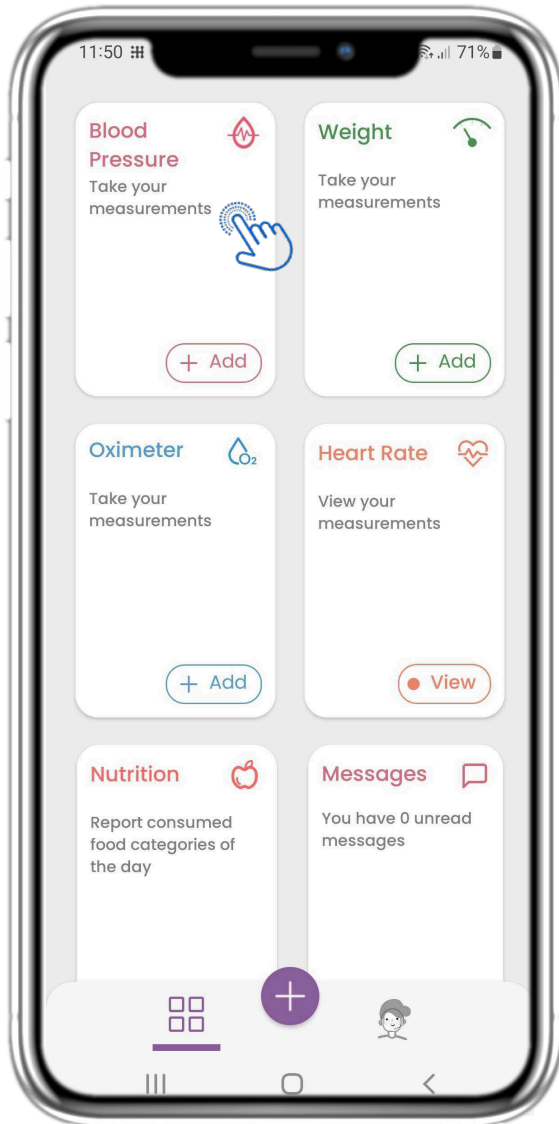 11:50
71%
Blood
Pressure
Take your
measurements
+ Add
Weight
Take your
measurements
+ Add
Oximeter
O2
Take your
measurements
+ Add
Heart Rate
View your
measurements
View
Nutrition
Report consumed
food categories of
the day
Messages
You have 0 unread
messages